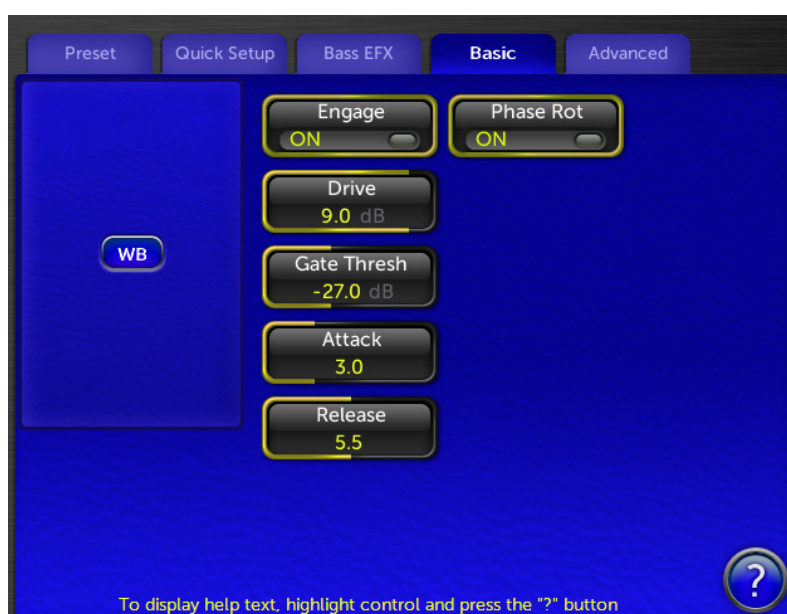 Preset Quick Setup Bass EFX Basic Advanced
Engage Phase Rot
ON ON
Drive
9.0 dB
WB
Gate Thresh
-27.0 dB
Attack
3.0
Release
5.5
?
To display help text, highlight control and press the "?" button